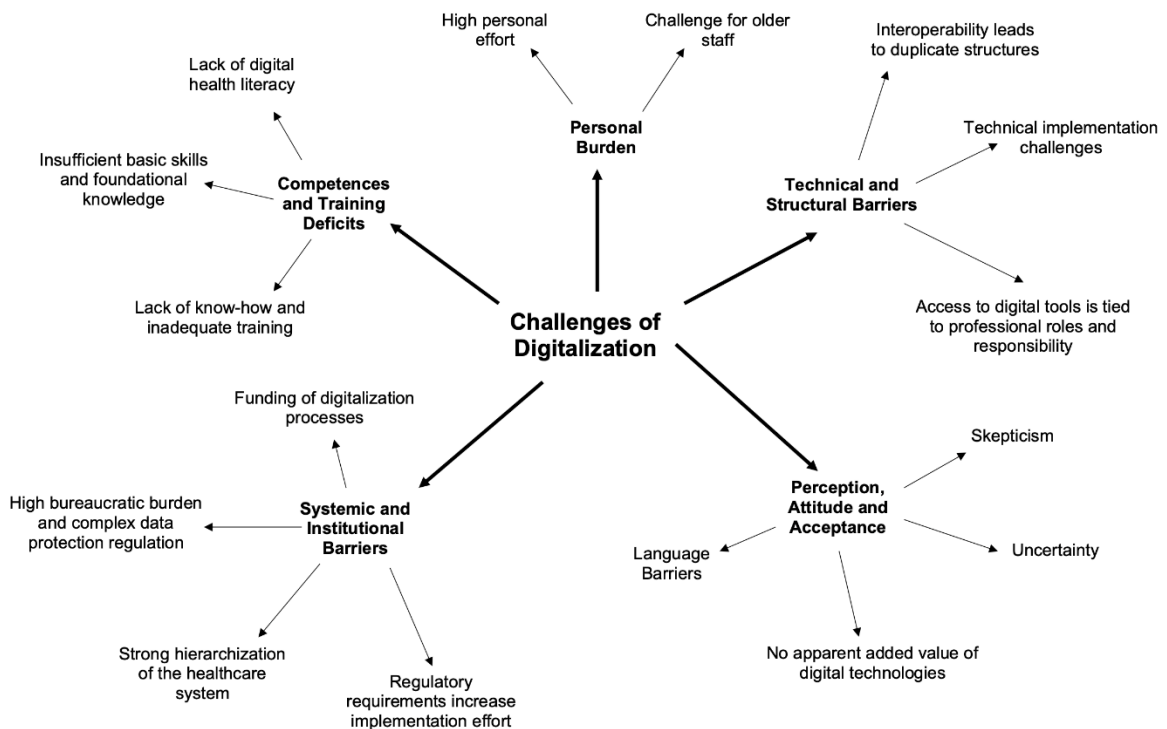 High personal
effort
Challenge for older
staff
Interoperability leads
to duplicate structures
Lack of digital
health literacy
Personal
Burden
Technical implementation
challenges
Insufficient basic skills
and foundational
knowledge
Competences
and Training
Deficits
Technical and
Structural Barriers
Lack of know-how and
inadequate training
Access to digital tools is tied
to professional roles and
responsibility
Challenges of
Digitalization
Funding of digitalization
processes
Skepticism
High bureaucratic burden
and complex data
protection regulation
Systemic and
Institutional
Barriers
Perception,
Attitude and
Acceptance
Language
Barriers
Uncertainty
Strong hierarchization
of the healthcare
system
Regulatory
requirements increase
implementation effort
No apparent added value of
digital technologies